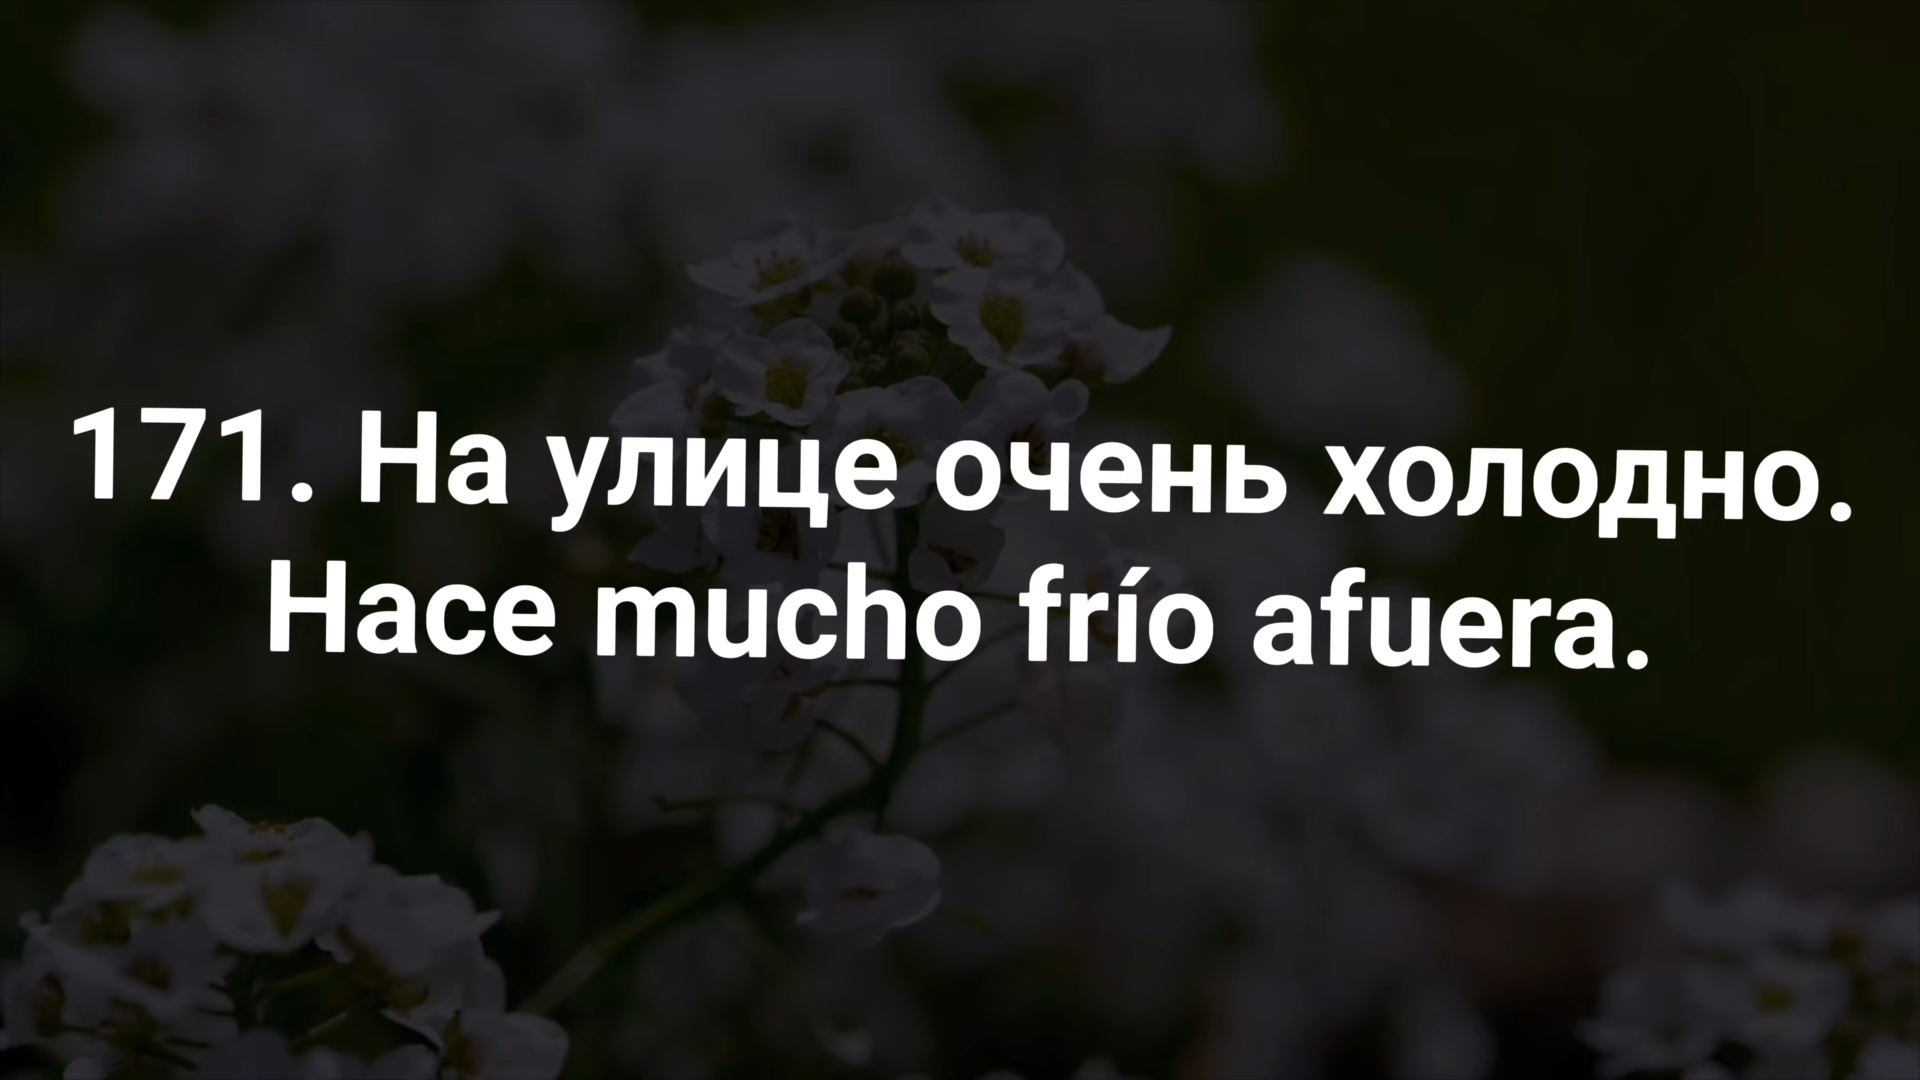 171. На улице очень холодно.
Hace mucho frío afuera.